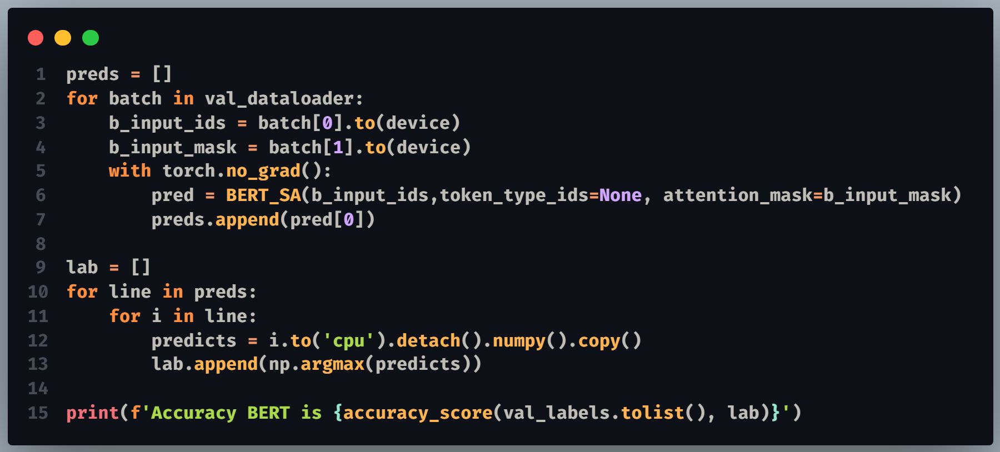 1 preds = []
2 for batch in val_dataloader:
3     b_input_ids = batch[0].to(device)
4     b_input_mask = batch[1].to(device)
5     with torch.no_grad():
6         pred = BERT_SA(b_input_ids,token_type_ids=None, attention_mask=b_input_mask)
7         preds.append(pred[0])
8
9 lab = []
10 for line in preds:
11     for i in line:
12         predicts = i.to('cpu').detach().numpy().copy()
13         lab.append(np.argmax(predicts))
14
15 print(f'Accuracy BERT is {accuracy_score(val_labels.tolist(), lab)}')